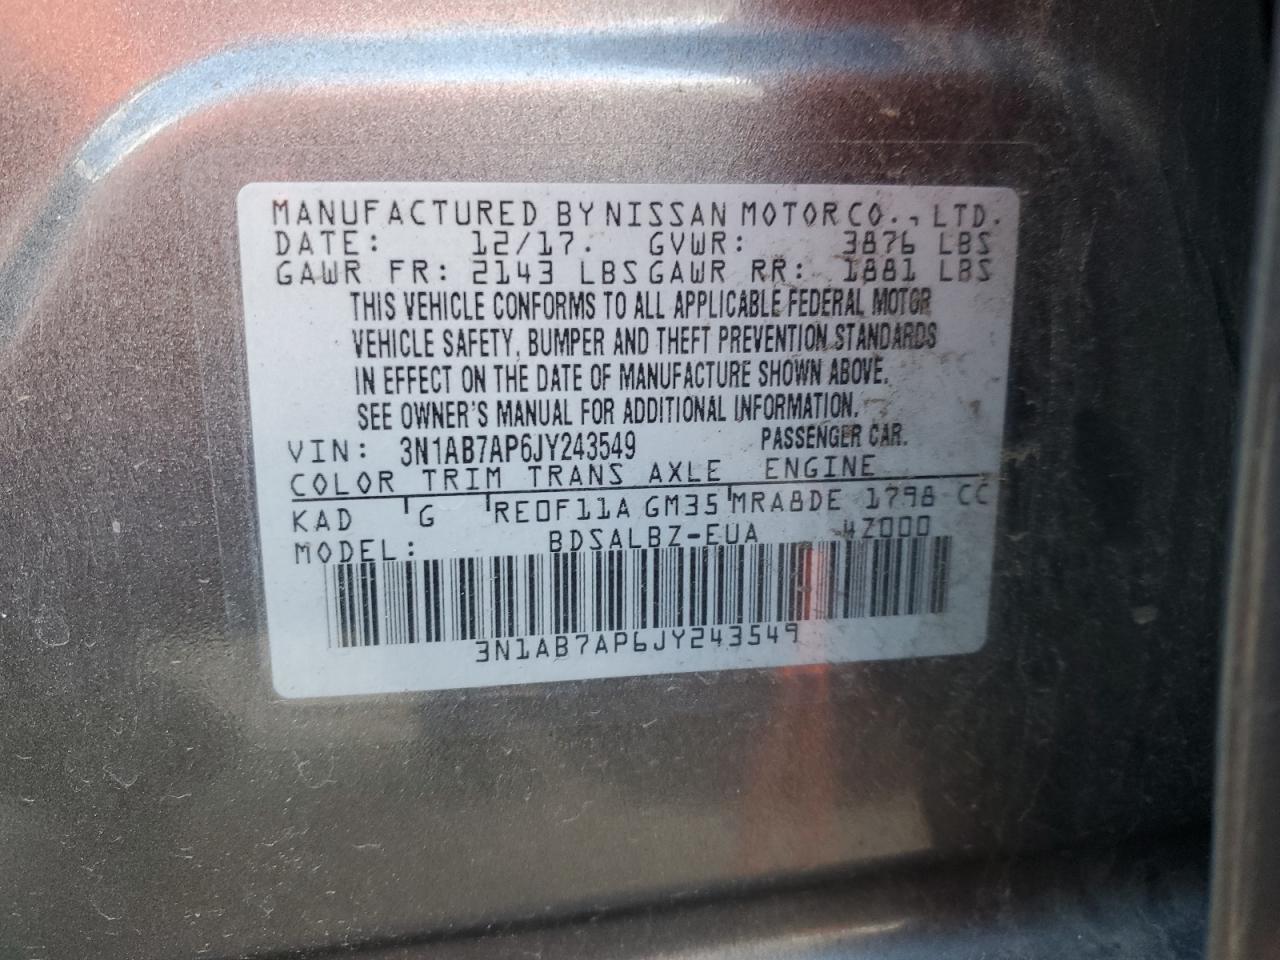 MANUFACTURED BY NISSAN MOTOR CO., LTD.
DATE: 12/17. GVWR: 3876 LBS
GAWR FR: 2143 LBS GAWR RR: 1881 LBS
THIS VEHICLE CONFORMS TO ALL APPLICABLE FEDERAL MOTOR
VEHICLE SAFETY, BUMPER AND THEFT PREVENTION STANDARDS
IN EFFECT ON THE DATE OF MANUFACTURE SHOWN ABOVE.
SEE OWNER'S MANUAL FOR ADDITIONAL INFORMATION.
VIN: 3N1AB7AP6JY243549 PASSENGER CAR.
COLOR TRIM TRANS AXLE ENGINE
KAD G RE0F11A GM35 MRA8DE 1798 CC
MODEL: BDSALBZ-EUA 4Z000
3N1AB7AP6JY243549